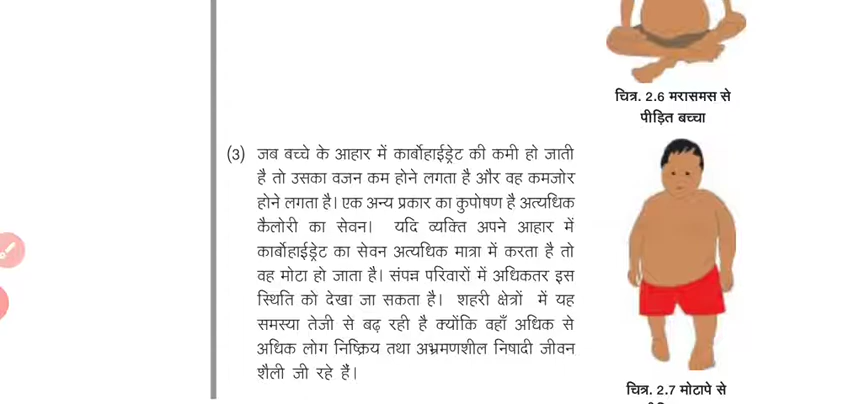 चित्र. 2.6 मरासमस से
पीड़ित बच्चा
(3) जब बच्चे के आहार में कार्बोहाईड्रेट की कमी हो जाती
है तो उसका वजन कम होने लगता है और वह कमजोर
होने लगता है। एक अन्य प्रकार का कुपोषण है अत्यधिक
कैलोरी का सेवन। यदि व्यक्ति अपने आहार में
कार्बोहाईड्रेट का सेवन अत्यधिक मात्रा में करता है तो
वह मोटा हो जाता है। संपन्न परिवारों में अधिकतर इस
स्थिति को देखा जा सकता है। शहरी क्षेत्रों में यह
समस्या तेजी से बढ़ रही है क्योंकि वहाँ अधिक से
अधिक लोग निष्क्रिय तथा अभ्रमणशील निषादी जीवन
शैली जी रहे हैं।
चित्र. 2.7 मोटापे से